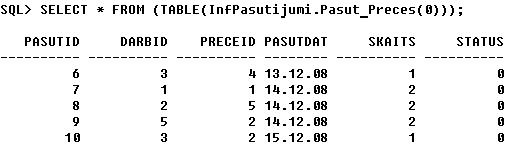 SQL> SELECT * FROM (TABLE(InfPasutijumi.Pasut_Preces(0)));
PASUTID DARBID PRECEID PASUTDAT SKAITS STATUS
---------- ---------- ---------- -------- ---------- ----------
6 3 4 13.12.08 1 0
7 1 1 14.12.08 2 0
8 2 5 14.12.08 2 0
9 5 2 14.12.08 2 0
10 3 2 15.12.08 1 0